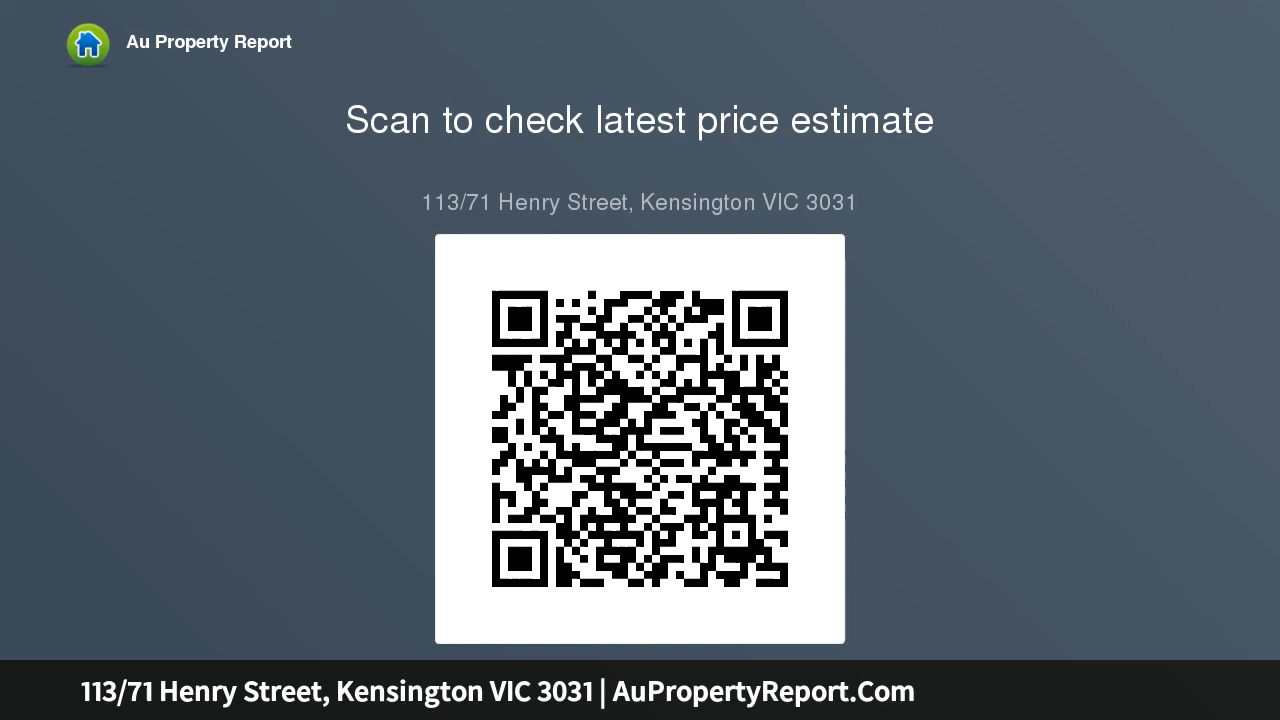 Au Property Report
Scan to check latest price estimate
113/71 Henry Street, Kensington VIC 3031
113/71 Henry Street, Kensington VIC 3031 | AuPropertyReport.Com